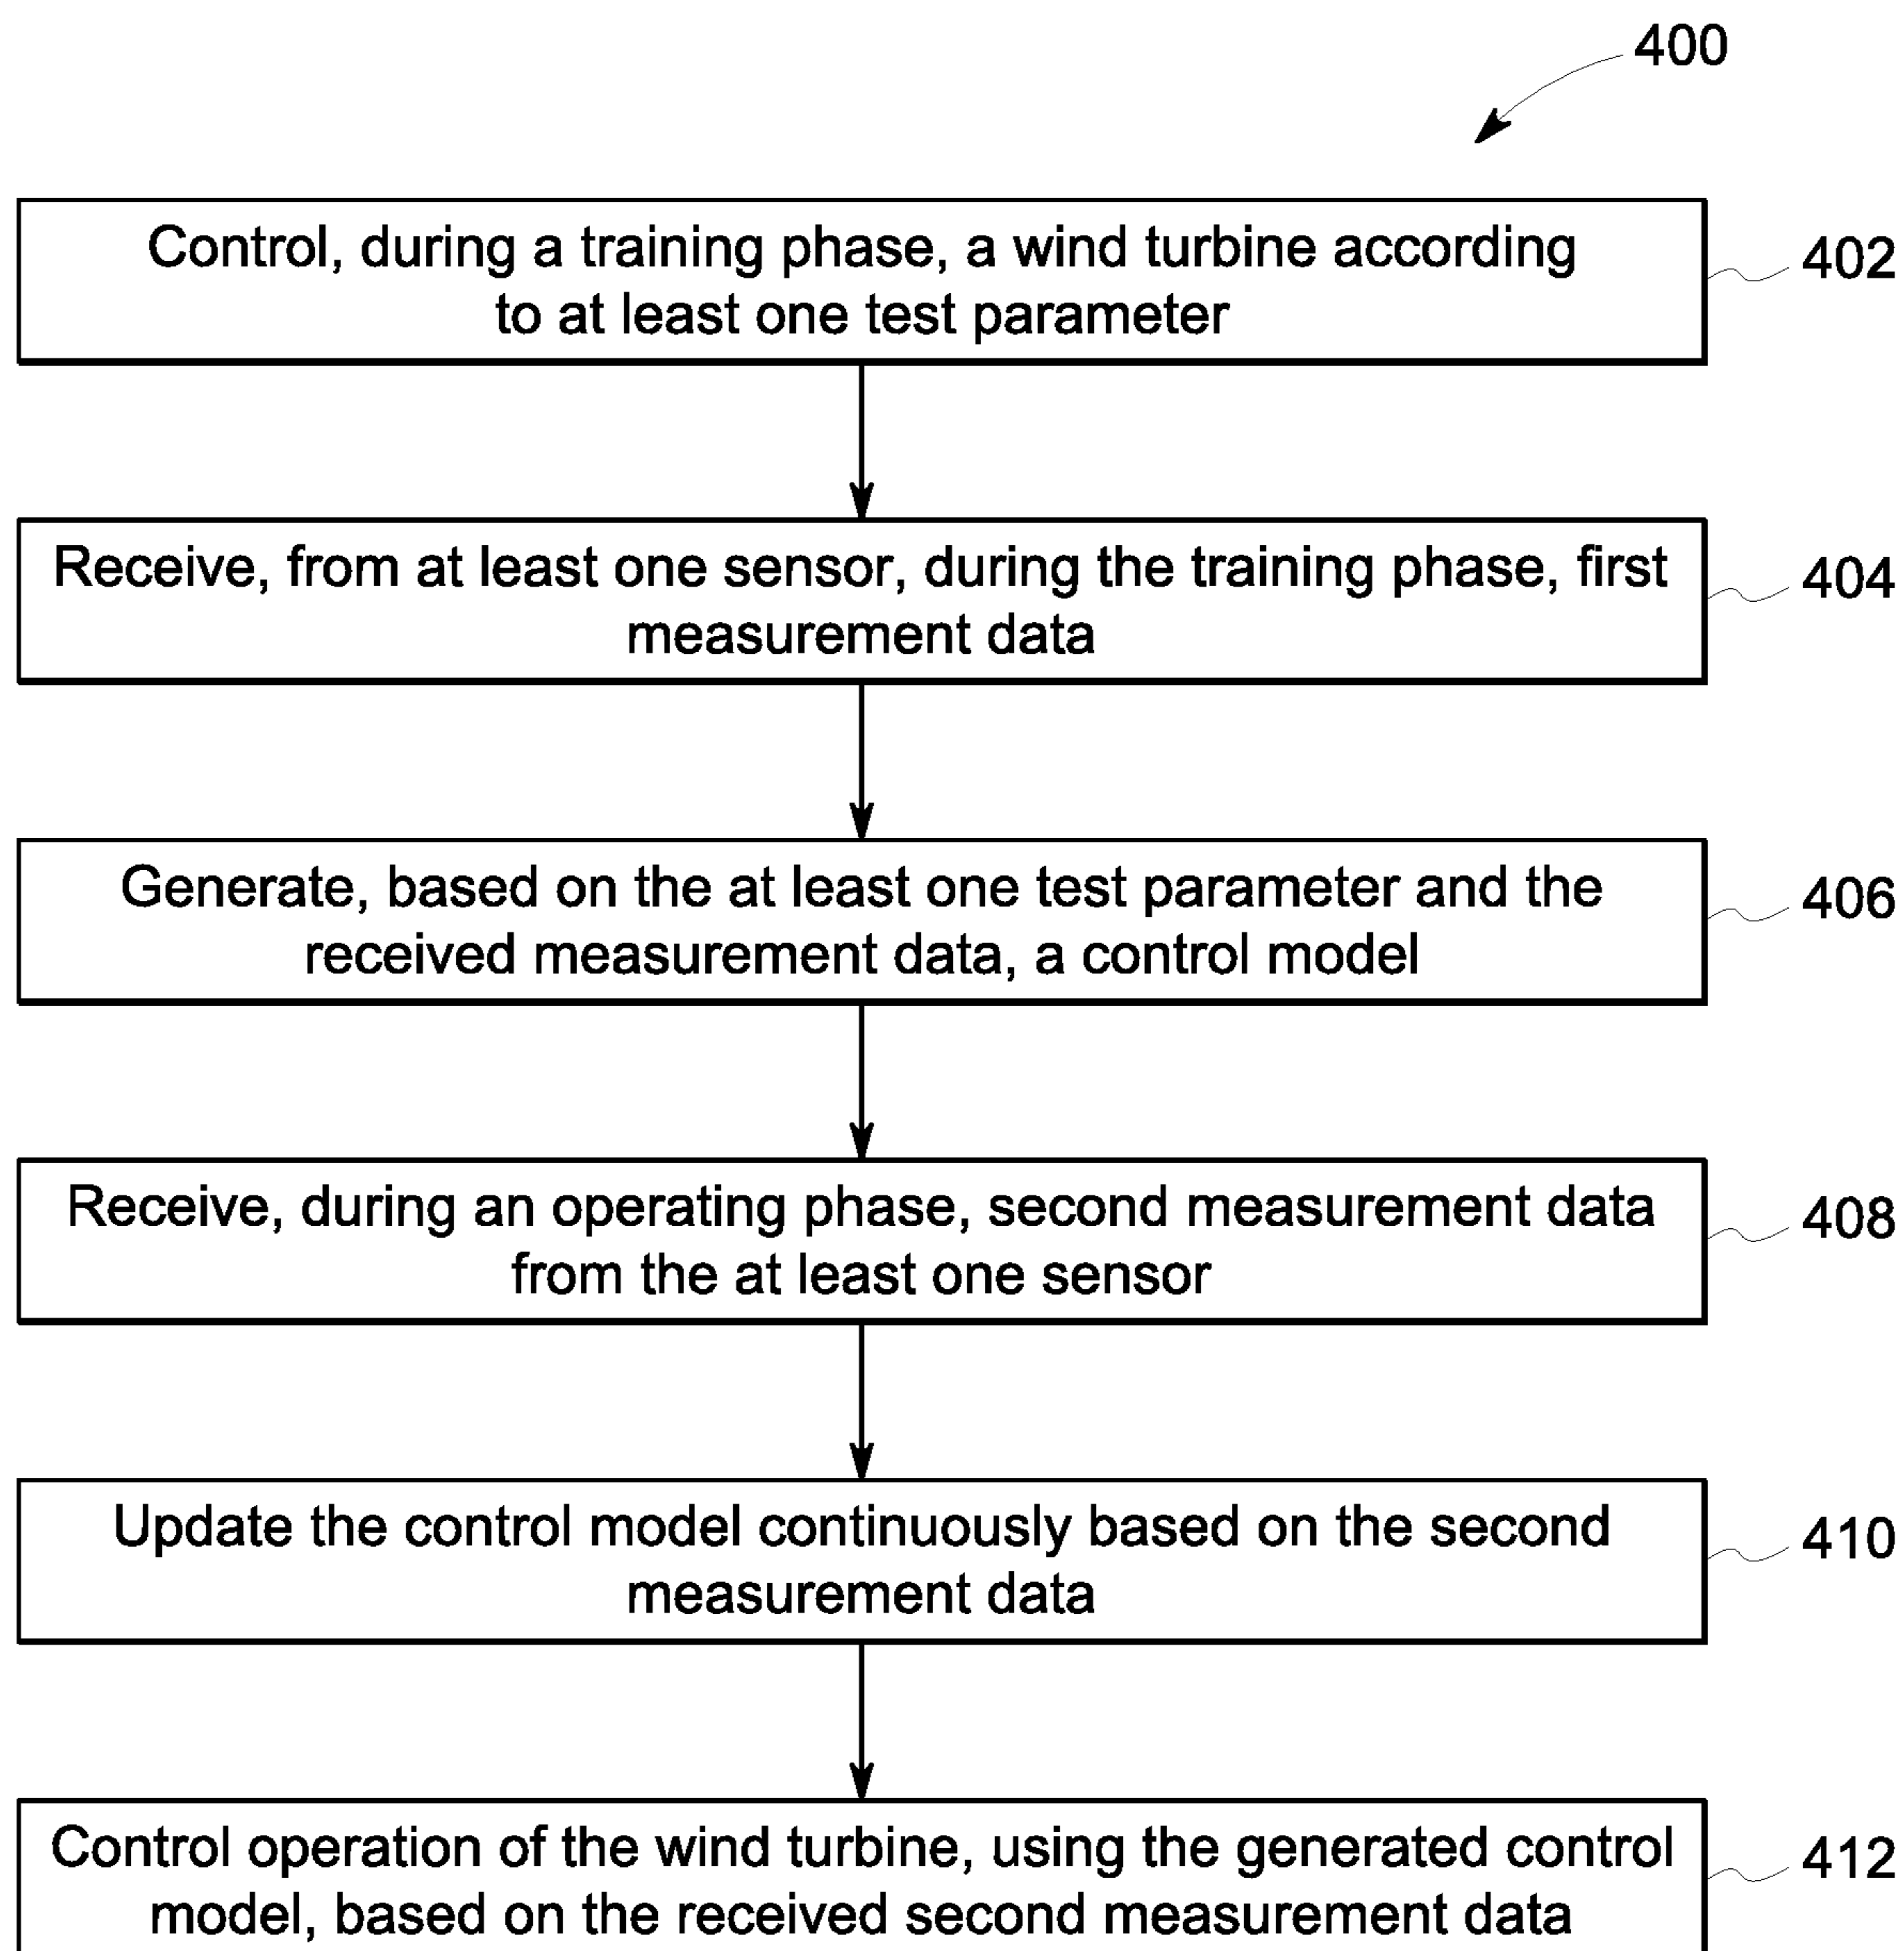 400
Control, during a training phase, a wind turbine according
to at least one test parameter
402
Receive, from at least one sensor, during the training phase, first
measurement data
404
Generate, based on the at least one test parameter and the
received measurement data, a control model
406
Receive, during an operating phase, second measurement data
from the at least one sensor
408
Update the control model continuously based on the second
measurement data
410
Control operation of the wind turbine, using the generated control
model, based on the received second measurement data
412